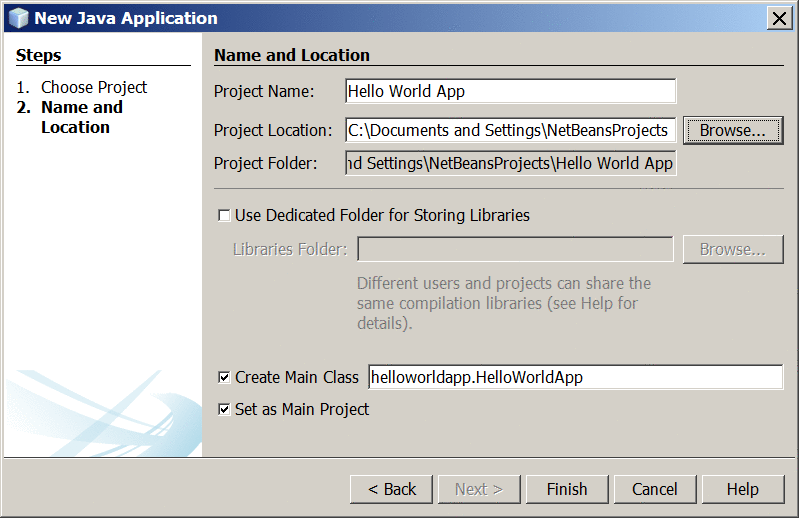 New Java Application
Steps
1. Choose Project
2. Name and
Location
Name and Location
Project Name: Hello World App
Project Location: C:\Documents and Settings\NetBeansProjects Browse...
Project Folder: nd Settings\NetBeansProjects\Hello World App
Use Dedicated Folder for Storing Libraries
Libraries Folder: Browse...
Different users and projects can share the
same compilation libraries (see Help for
details).
Create Main Class helloworldapp.HelloWorldApp
Set as Main Project
< Back Next > Finish Cancel Help